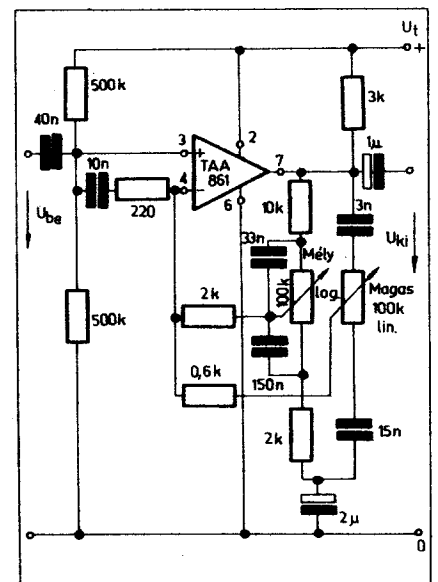 Ut
+
500k
3k
40n
3
2
1μ
10n
+
TAA
861
7
4
-
220
6
10k
Ube
3n
Uki
33n
Mély
100k
log.
Magas
100k
lin.
2k
500k
150n
0,6k
2k
15n
2μ
0